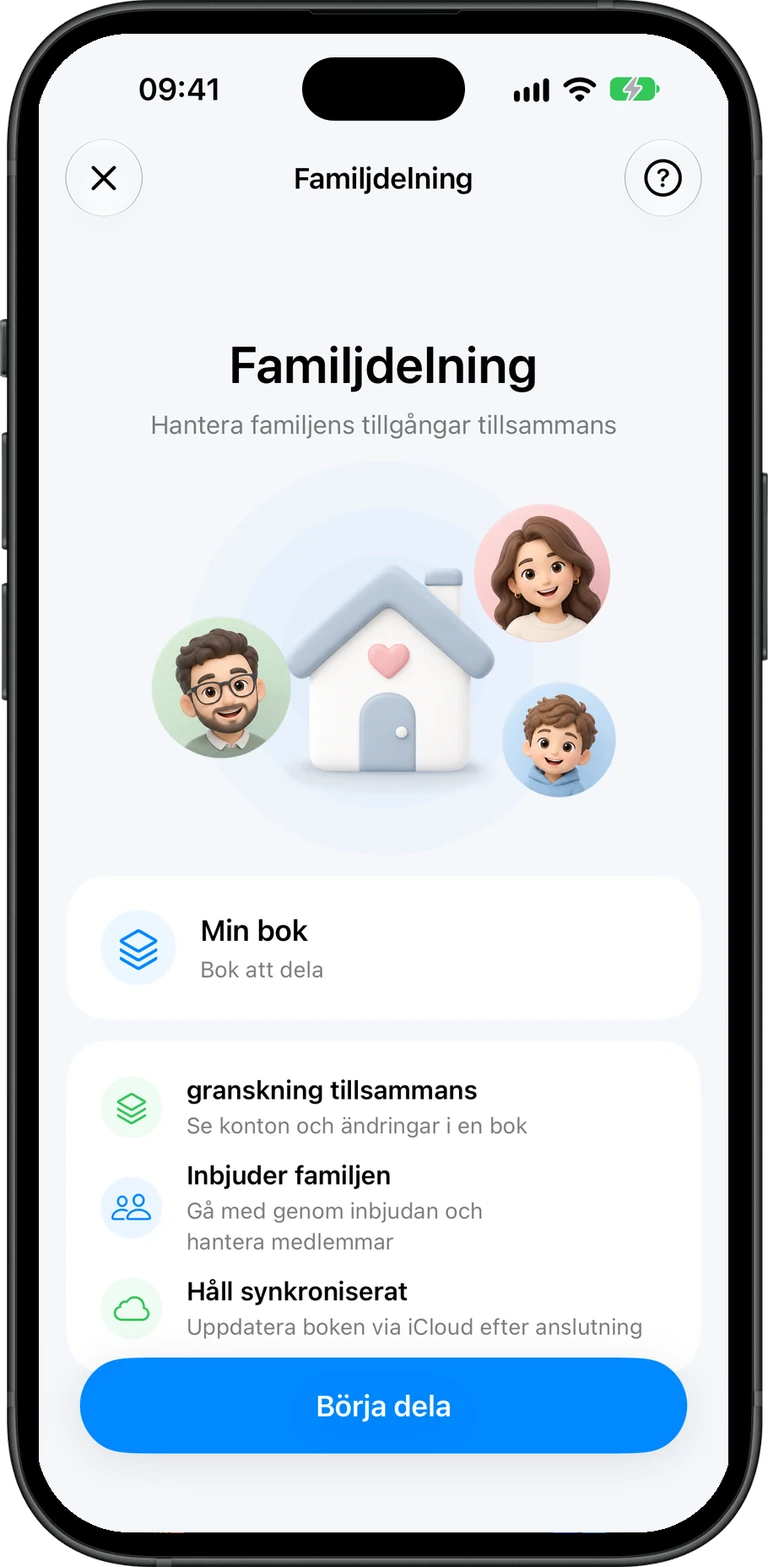 09:41
Familjdelning
Familjdelning
Hantera familjens tillgångar tillsammans
Min bok
Bok att dela
granskning tillsammans
Se konton och ändringar i en bok
Inbjuder familjen
Gå med genom inbjudan och
hantera medlemmar
Håll synkroniserat
Uppdatera boken via iCloud efter anslutning
Börja dela